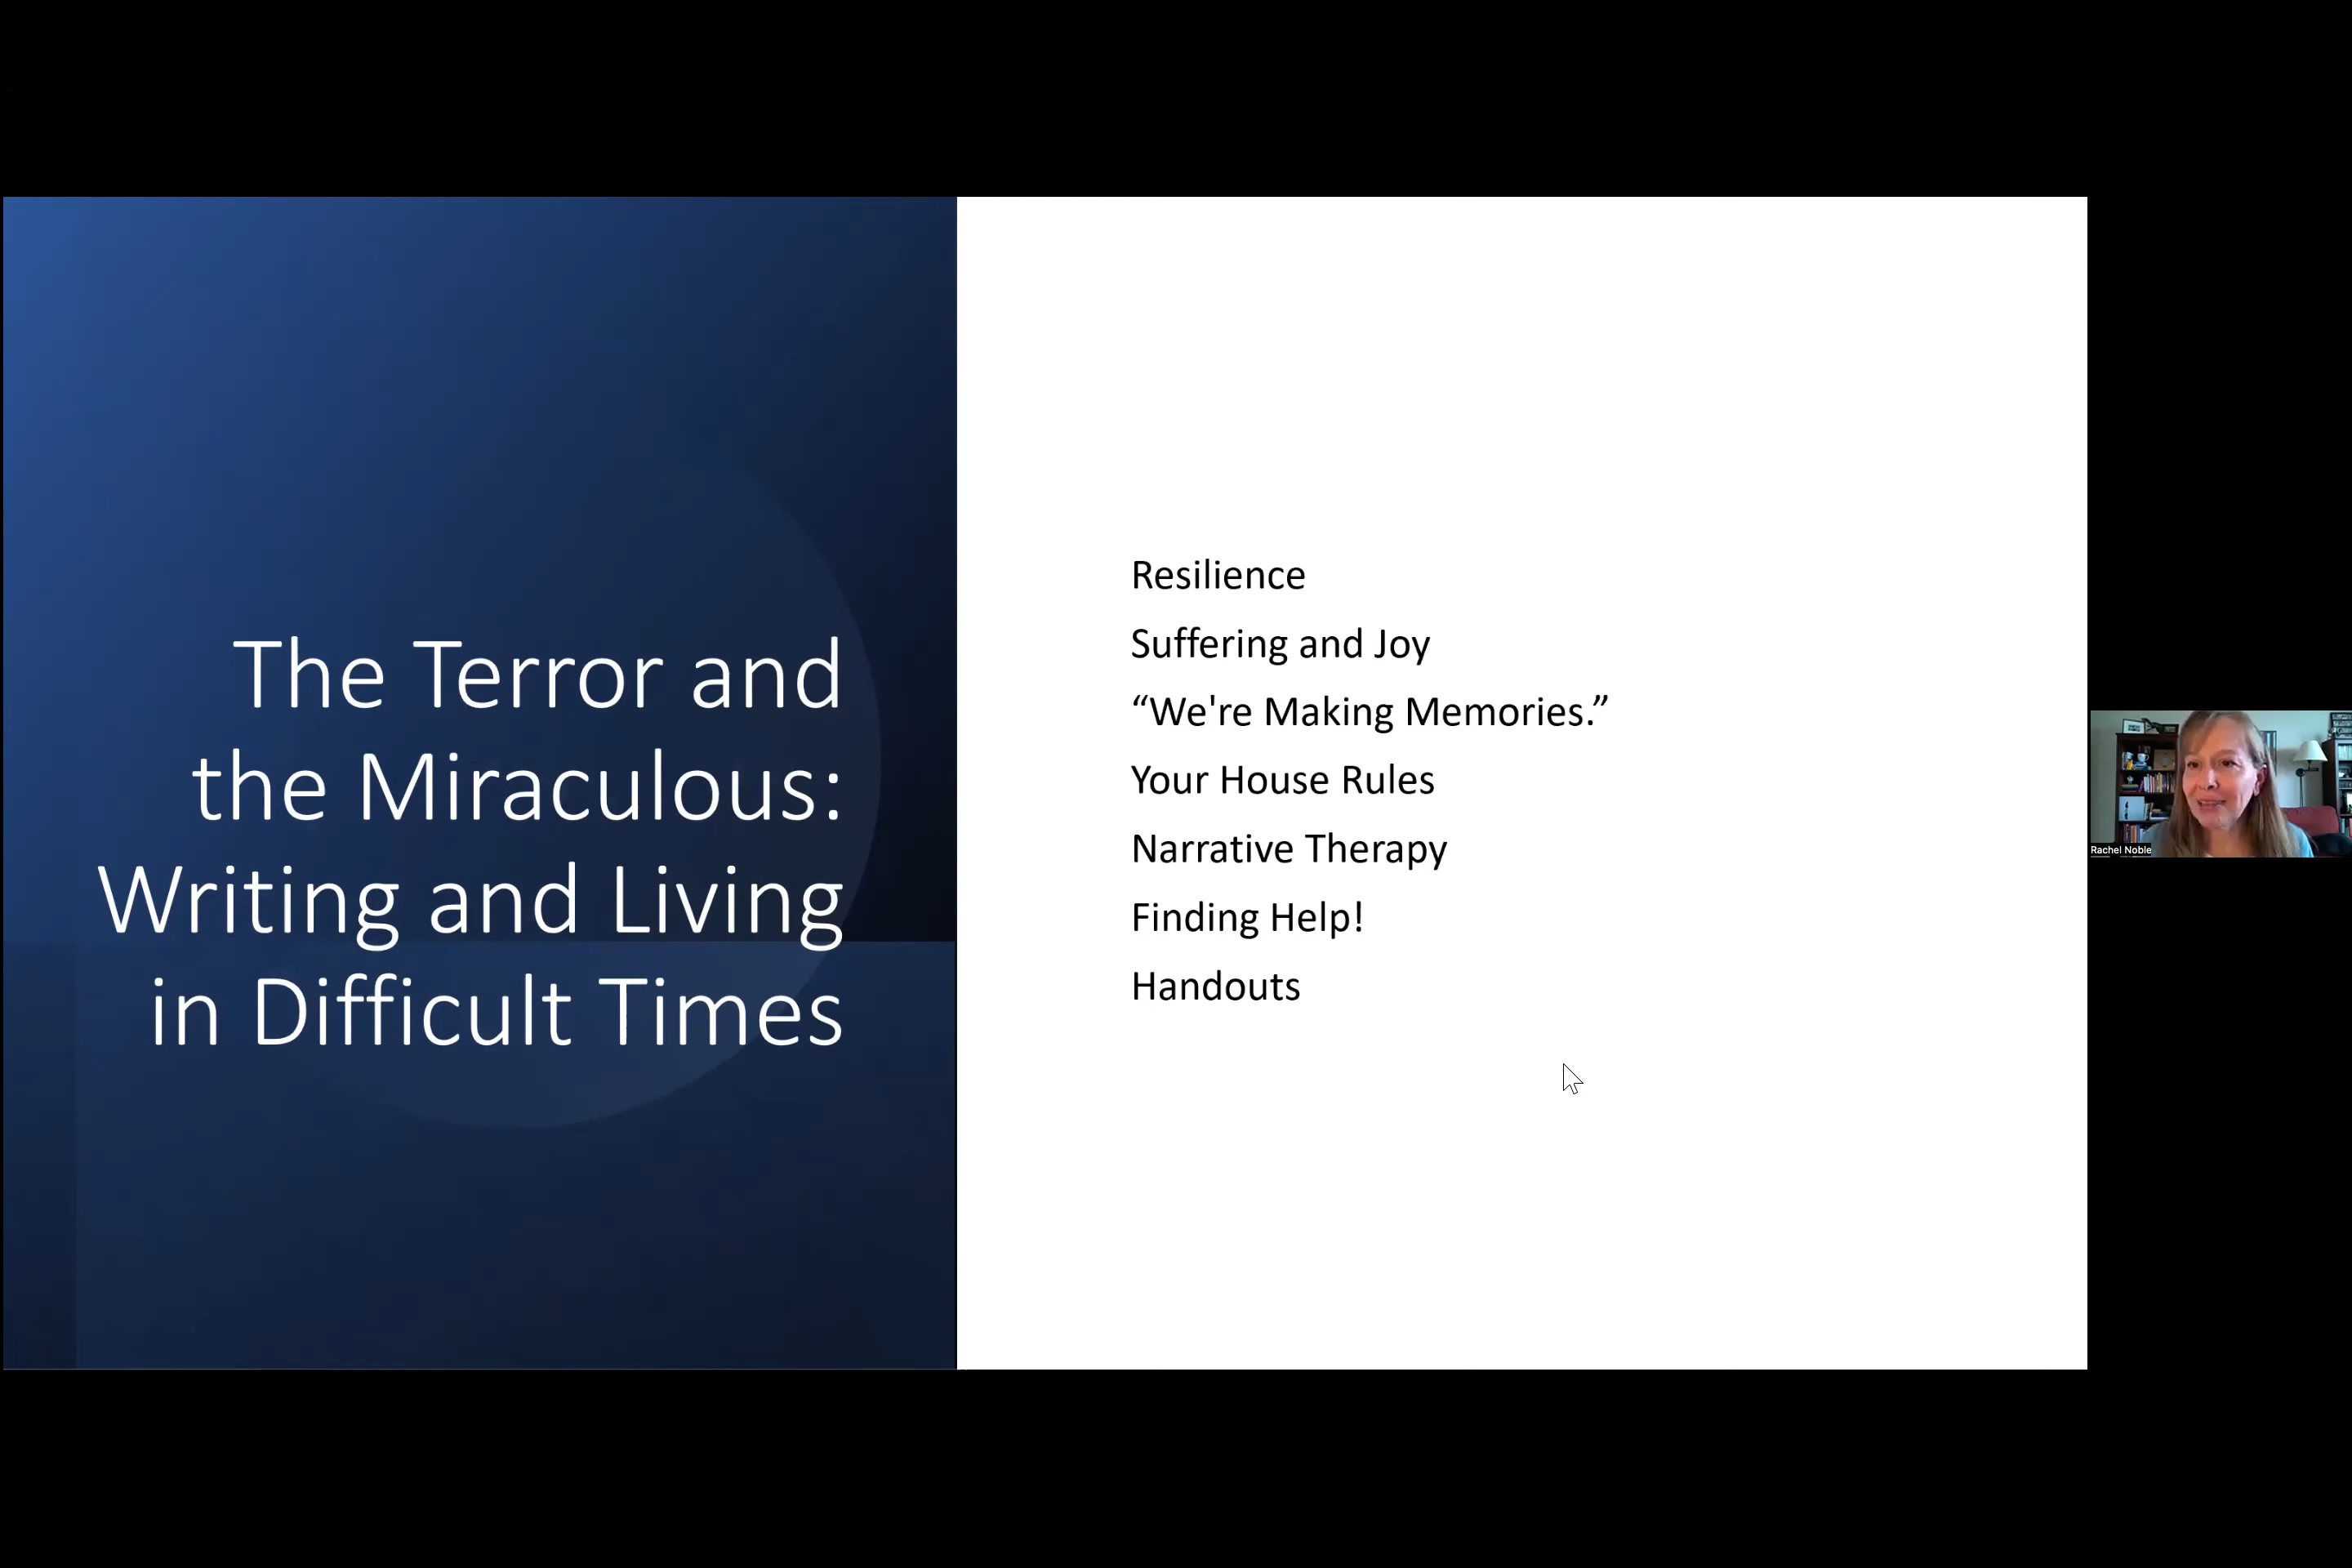 The Terror and
the Miraculous:
Writing and Living
in Difficult Times
Resilience
Suffering and Joy
“We're Making Memories.”
Your House Rules
Narrative Therapy
Finding Help!
Handouts
Rachel Noble